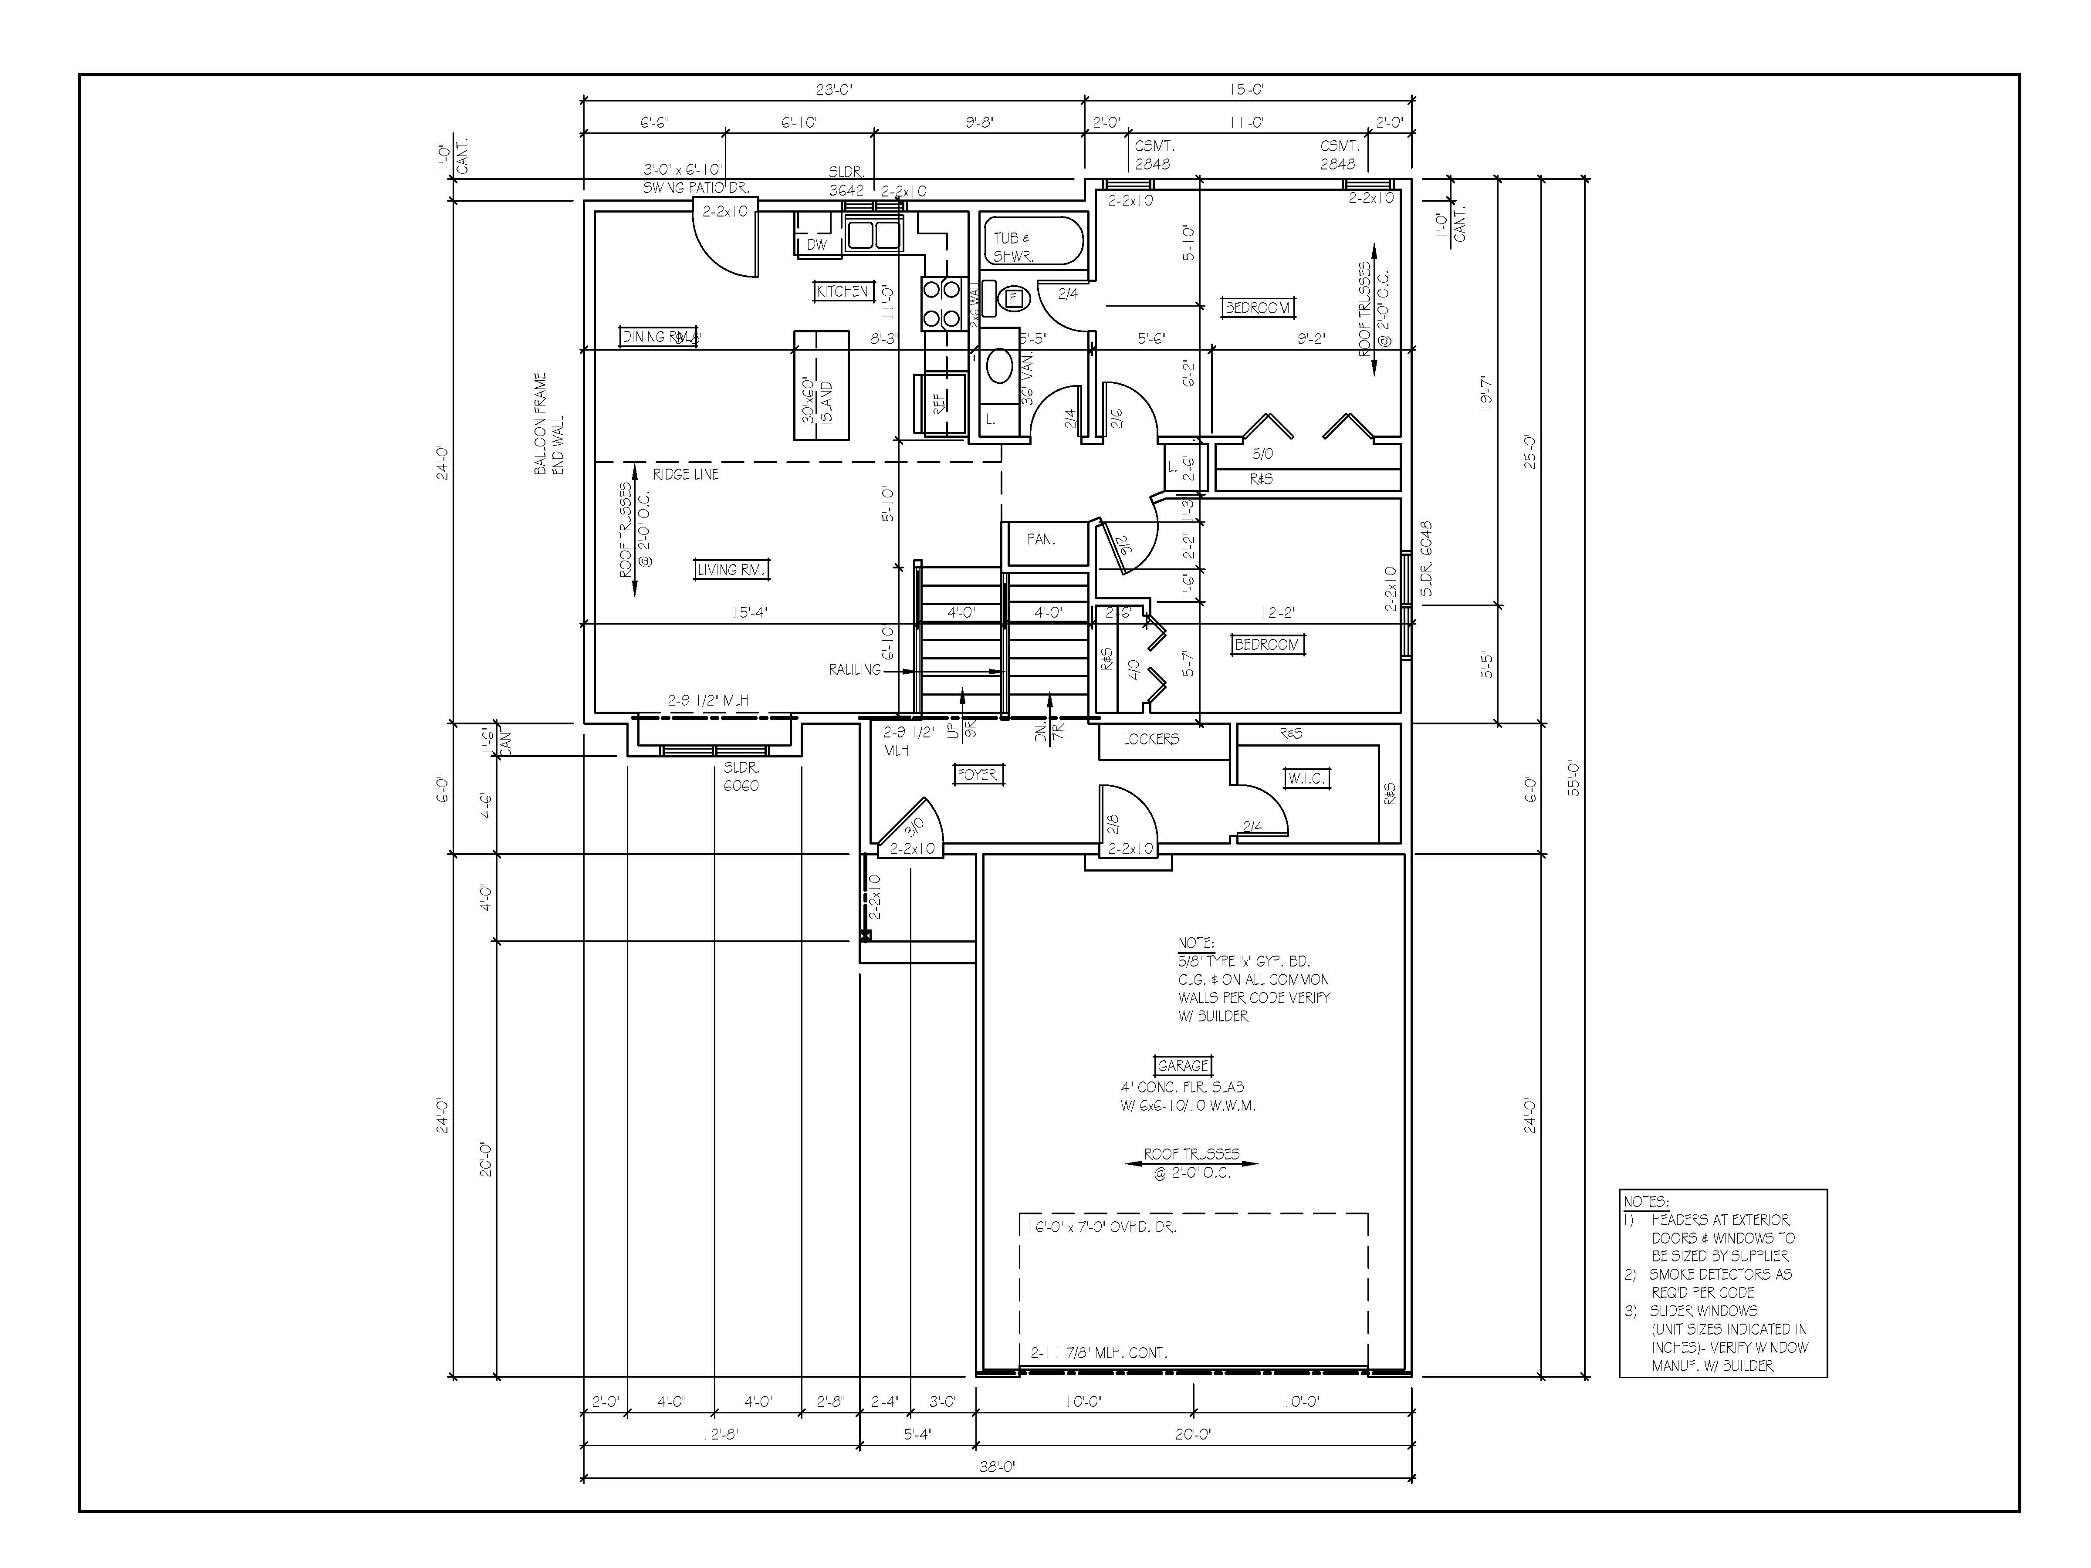 23'-0" 15'-0"
6'-6" 6'-10" 9'-8" 2'-0" 11'-0" 2'-0"
1'-0"
CANT.
CSMT.
2848
CSMT.
2848
3'-0" x 6'-10"
SWING PATIO DR.
SLDR.
3642
2-2x10
2-2x10
2-2x10
2-2x10
1'-0"
CANT.
DW
TUB &
SHWR.
5'-10"
KITCHEN
11'-0"
2x6 WALL
2/4
BEDROOM
ROOF TRUSSES
@ 2'-0" O.C.
DINING RM.
8'-3" 5'-5" 5'-6" 9'-2"
30"x60"
ISLAND
REF.
36" VAN.
L.
2/4
2/6
6'-2"
19'-7"
BALLOON FRAME
END WALL
24'-0"
25'-0"
RIDGE LINE
L.
2'-6"
5/0
R&S
ROOF TRUSSES
@ 2'-0" O.C.
5'-10"
1'-3"
PAN.
2/6
2'-2"
2-2x10
SLDR. 6048
LIVING RM.
1'-6"
15'-4" 4'-0" 4'-0" 2'-6" 12'-2"
6'-10"
BEDROOM
RAILING
R&S
4/0
5'-7"
5'-5"
2-9 1/2" MLH
2-9 1/2"
MLH
UP
9R
DN.
7R
LOCKERS
R&S
1'-6"
CANT.
SLDR.
6060
FOYER
W.I.C.
R&S
6'-0"
4'-6"
6'-0"
55'-0"
3/0
2/8
2/4
2-2x10
2-2x10
2-2x10
4'-0"
NOTE:
5/8" TYPE 'X' GYP. BD.
CLG. & ON ALL COMMON
WALLS PER CODE VERIFY
W/ BUILDER
GARAGE
4" CONC. FLR. SLAB
W/ 6x6-10/10 W.W.M.
24'-0"
20'-0"
24'-0"
ROOF TRUSSES
@ 2'-0" O.C.
16'-0" x 7'-0" OVHD. DR.
2-11 7/8" MLH. CONT.
NOTES:
1) HEADERS AT EXTERIOR
DOORS & WINDOWS TO
BE SIZED BY SUPPLIER
2) SMOKE DETECTORS AS
REQ'D PER CODE
3) SLIDER WINDOWS
(UNIT SIZES INDICATED IN
INCHES)- VERIFY WINDOW
MANUF. W/ BUILDER
2'-0" 4'-0" 4'-0" 2'-8" 2'-4" 3'-0" 10'-0" 10'-0"
12'-8" 5'-4" 20'-0"
38'-0"